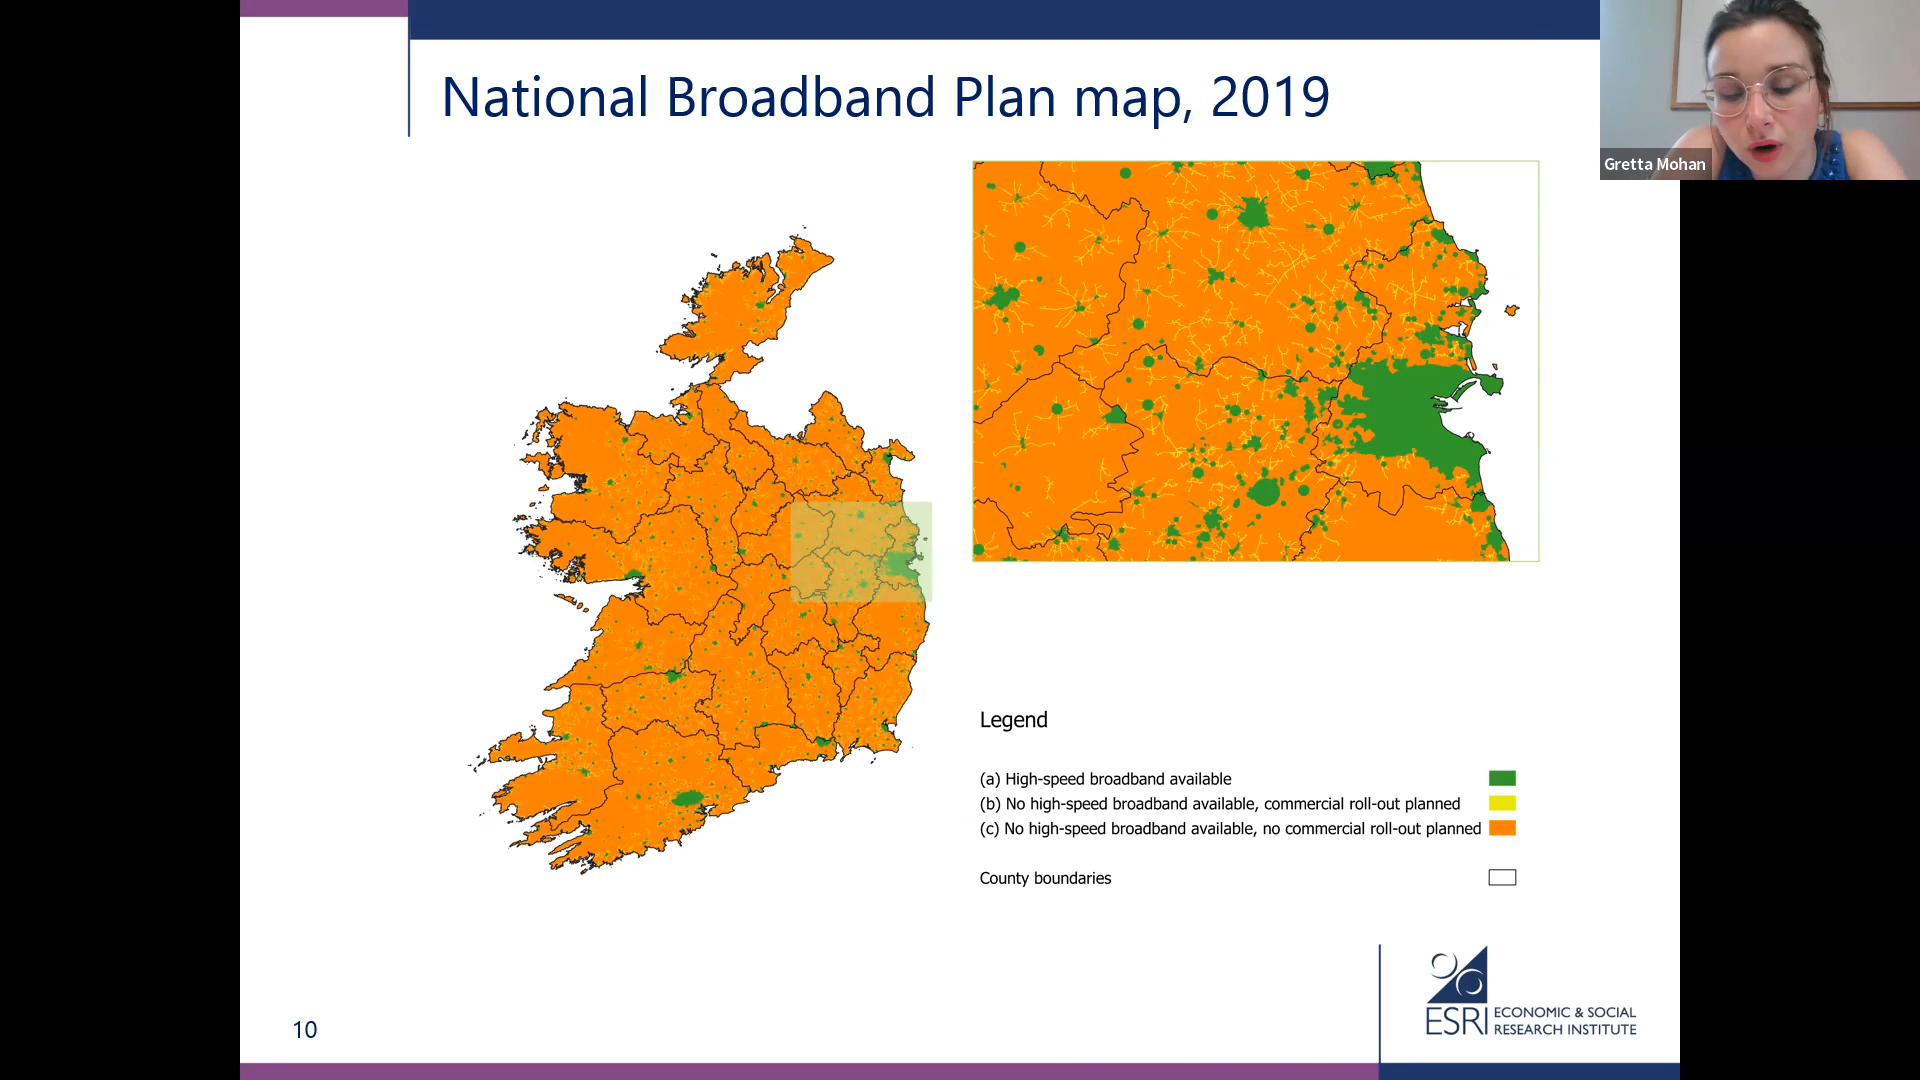 National Broadband Plan map, 2019
Gretta Mohan
Legend
(a) High-speed broadband available
(b) No high-speed broadband available, commercial roll-out planned
(c) No high-speed broadband available, no commercial roll-out planned
County boundaries
10
ESRI ECONOMIC & SOCIAL
RESEARCH INSTITUTE